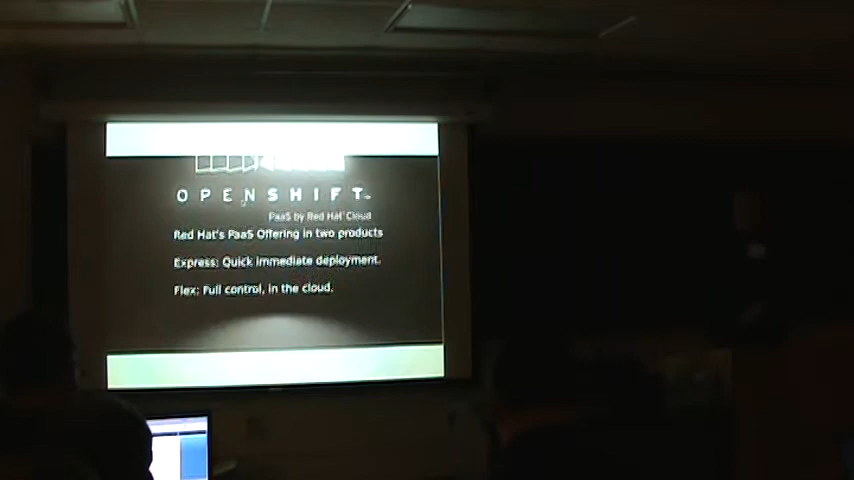 OPENSHIFT™
PaaS by Red Hat Cloud
Red Hat's PaaS Offering in two products
Express: Quick immediate deployment.
Flex: Full control, in the cloud.